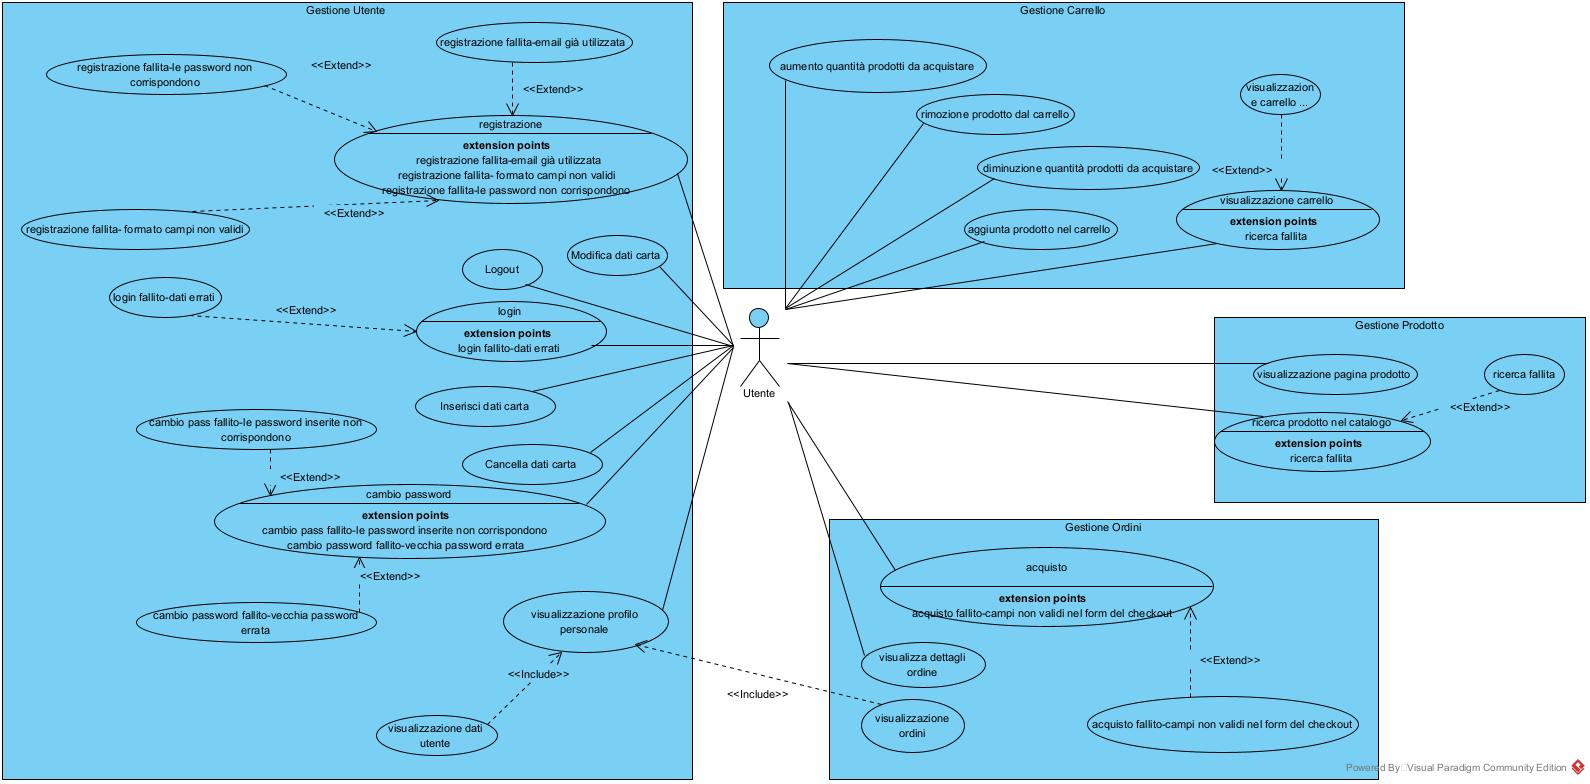 Gestione Utente
registrazione fallita-email già utilizzata
registrazione fallita-le password non
corrispondono
<<Extend>>
<<Extend>>
registrazione
extension points
registrazione fallita-email già utilizzata
registrazione fallita- formato campi non validi
registrazione fallita-le password non corrispondono
<<Extend>>
registrazione fallita- formato campi non validi
Modifica dati carta
Logout
login fallito-dati errati
<<Extend>>
login
extension points
login fallito-dati errati
Inserisci dati carta
cambio pass fallito-le password inserite non
corrispondono
Cancella dati carta
<<Extend>>
cambio password
extension points
cambio pass fallito-le password inserite non corrispondono
cambio password fallito-vecchia password errata
<<Extend>>
cambio password fallito-vecchia password
errata
visualizzazione profilo
personale
<<Include>>
visualizzazione dati
utente
<<Include>>
Utente
Gestione Carrello
aumento quantità prodotti da acquistare
rimozione prodotto dal carrello
diminuzione quantità prodotti da acquistare
aggiunta prodotto nel carrello
visualizzazion
e carrello ...
<<Extend>>
visualizzazione carrello
extension points
ricerca fallita
Gestione Prodotto
visualizzazione pagina prodotto
ricerca fallita
<<Extend>>
ricerca prodotto nel catalogo
extension points
ricerca fallita
Gestione Ordini
acquisto
extension points
acquisto fallito-campi non validi nel form del checkout
<<Extend>>
visualizza dettagli
ordine
visualizzazione
ordini
acquisto fallito-campi non validi nel form del checkout
Powered By Visual Paradigm Community Edition